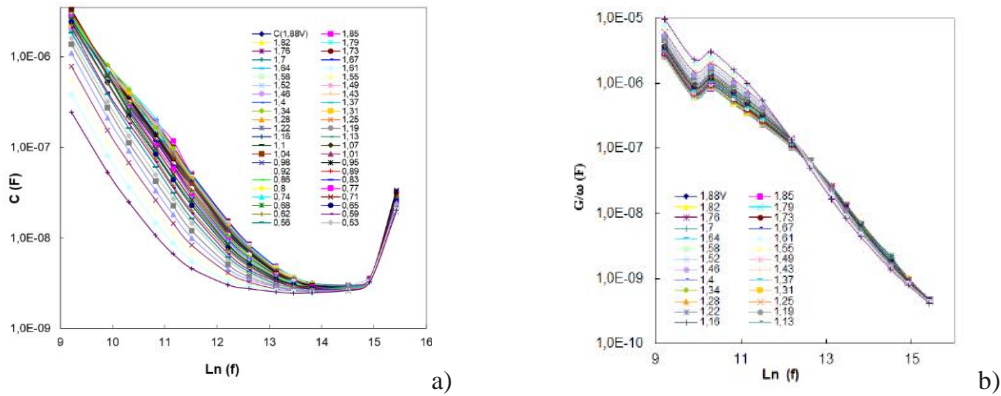 C (F)
1,0E-06
1,0E-07
1,0E-08
1,0E-09
9 10 11 12 13 14 15 16
Ln (f)
C(1,88V) 1,85
1,82 1,79
1,76 1,73
1,7 1,67
1,64 1,61
1,58 1,55
1,52 1,49
1,46 1,43
1,4 1,37
1,34 1,31
1,28 1,25
1,22 1,19
1,16 1,13
1,1 1,07
1,04 1,01
0,98 0,95
0,92 0,89
0,86 0,83
0,8 0,77
0,74 0,71
0,68 0,65
0,62 0,59
0,56 0,53
a)
G/ω (F)
1,0E-05
1,0E-06
1,0E-07
1,0E-08
1,0E-09
1,0E-10
9 11 13 15
Ln (f)
1,88V 1,85
1,82 1,79
1,76 1,73
1,7 1,67
1,64 1,61
1,58 1,55
1,52 1,49
1,46 1,43
1,4 1,37
1,34 1,31
1,28 1,25
1,22 1,19
1,16 1,13
b)